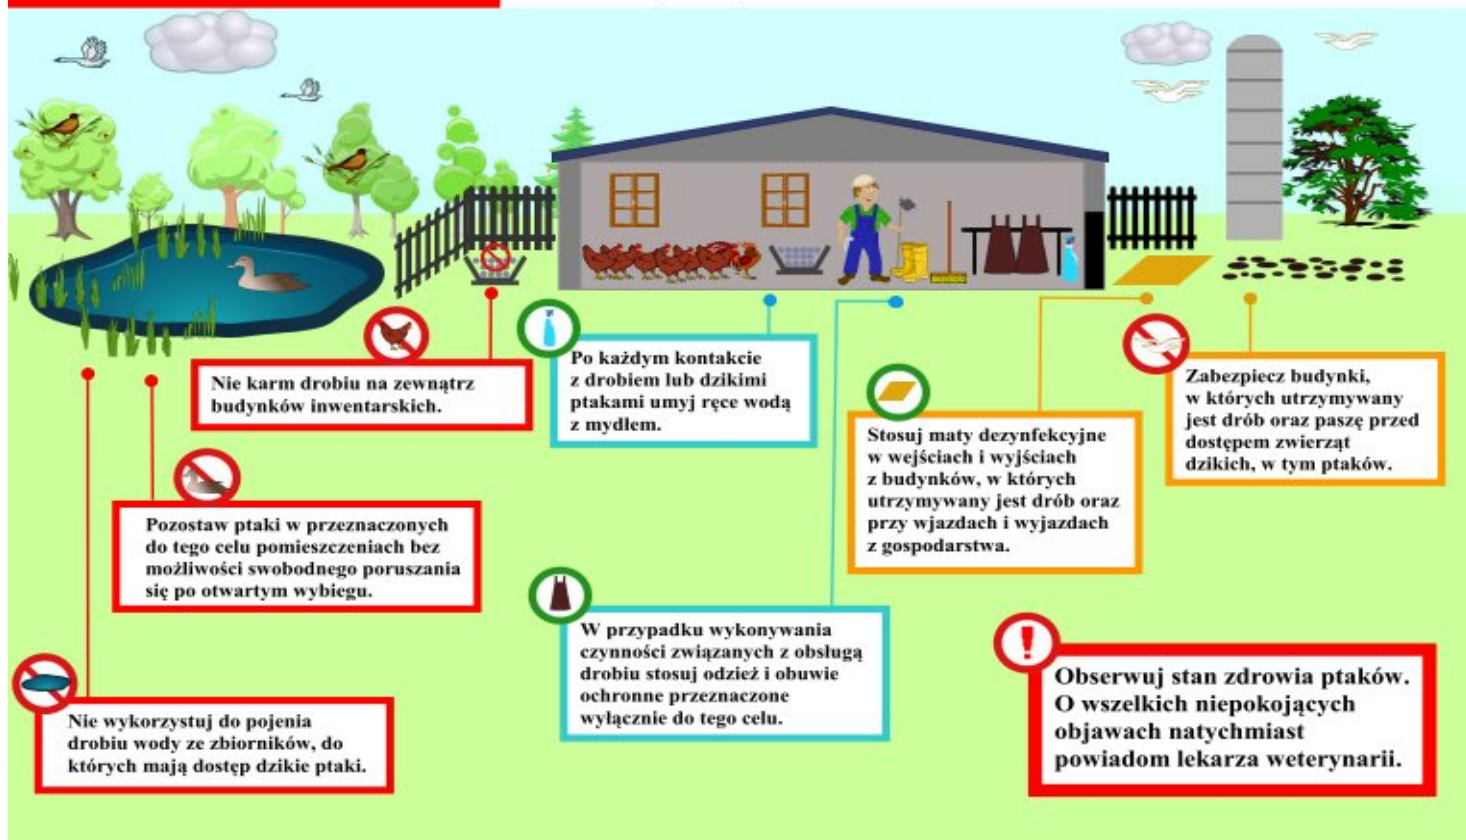 Nie karm drobiu na zewnątrz
budynków inwentarskich.
Po każdym kontakcie
z drobiem lub dzikimi
ptakami umyj ręce wodą
z mydłem.
Zabezpiecz budynki,
w których utrzymywany
jest drób oraz paszę przed
dostępem zwierząt
dzikich, w tym ptaków.
Stosuj maty dezynfekcyjne
w wejściach i wyjściach
z budynków, w których
utrzymywany jest drób oraz
przy wjazdach i wyjazdach
z gospodarstwa.
Pozostaw ptaki w przeznaczonych
do tego celu pomieszczeniach bez
możliwości swobodnego poruszania
się po otwartym wybiegu.
W przypadku wykonywania
czynności związanych z obsługą
drobiu stosuj odzież i obuwie
ochronne przeznaczone
wyłącznie do tego celu.
Obserwuj stan zdrowia ptaków.
O wszelkich niepokojących
objawach natychmiast
powiadom lekarza weterynarii.
Nie wykorzystuj do pojenia
drobiu wody ze zbiorników, do
których mają dostęp dzikie ptaki.